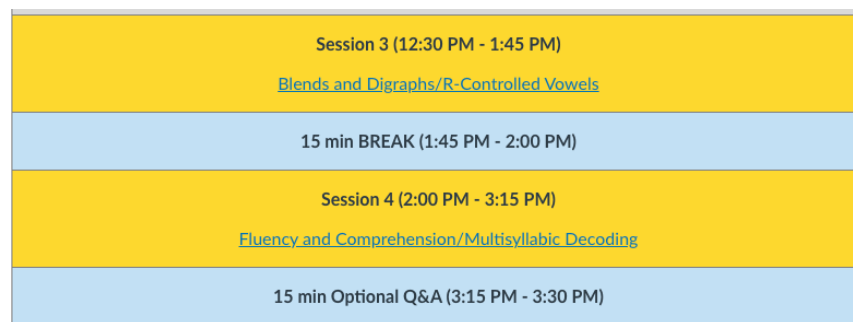 Session 3 (12:30 PM - 1:45 PM)
Blends and Digraphs/R-Controlled Vowels
15 min BREAK (1:45 PM - 2:00 PM)
Session 4 (2:00 PM - 3:15 PM)
Fluency and Comprehension/Multisyllabic Decoding
15 min Optional Q&A (3:15 PM - 3:30 PM)